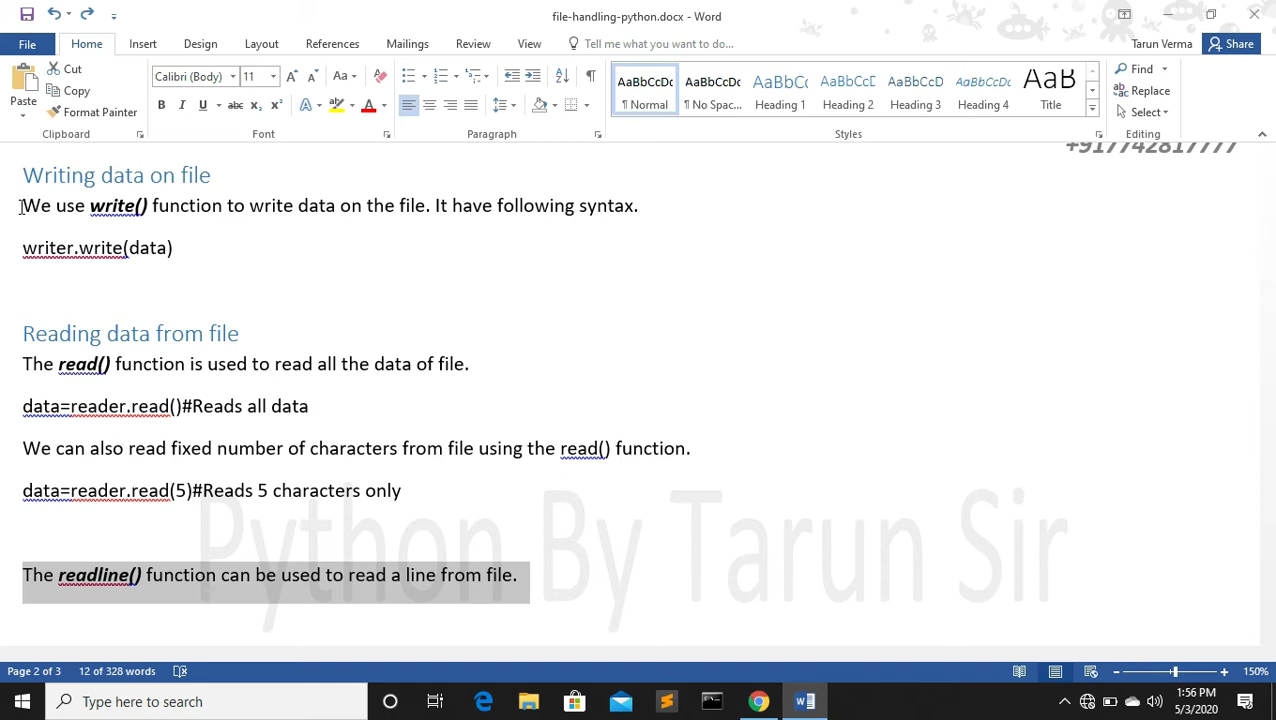 file-handling-python.docx - Word
File Home Insert Design Layout References Mailings Review View Tell me what you want to do... Tarun Verma Share
Cut
Copy
Paste
Format Painter
Clipboard
Calibri (Body) 11
Font
Paragraph
AaBbCcDc AaBbCcDc AaBbC AaBbCcD AaBbCcD AaBbCcDc AaB
¶ Normal ¶ No Spac... Heading Heading 2 Heading 3 Heading 4 Title
Styles
Find
Replace
Select
Editing
+917742817777
Writing data on file
We use write() function to write data on the file. It have following syntax.
writer.write(data)
Reading data from file
The read() function is used to read all the data of file.
data=reader.read()#Reads all data
We can also read fixed number of characters from file using the read() function.
data=reader.read(5)#Reads 5 characters only
Python By Tarun Sir
The readline() function can be used to read a line from file.
Page 2 of 3 12 of 328 words 150%
Type here to search
1:56 PM
5/3/2020